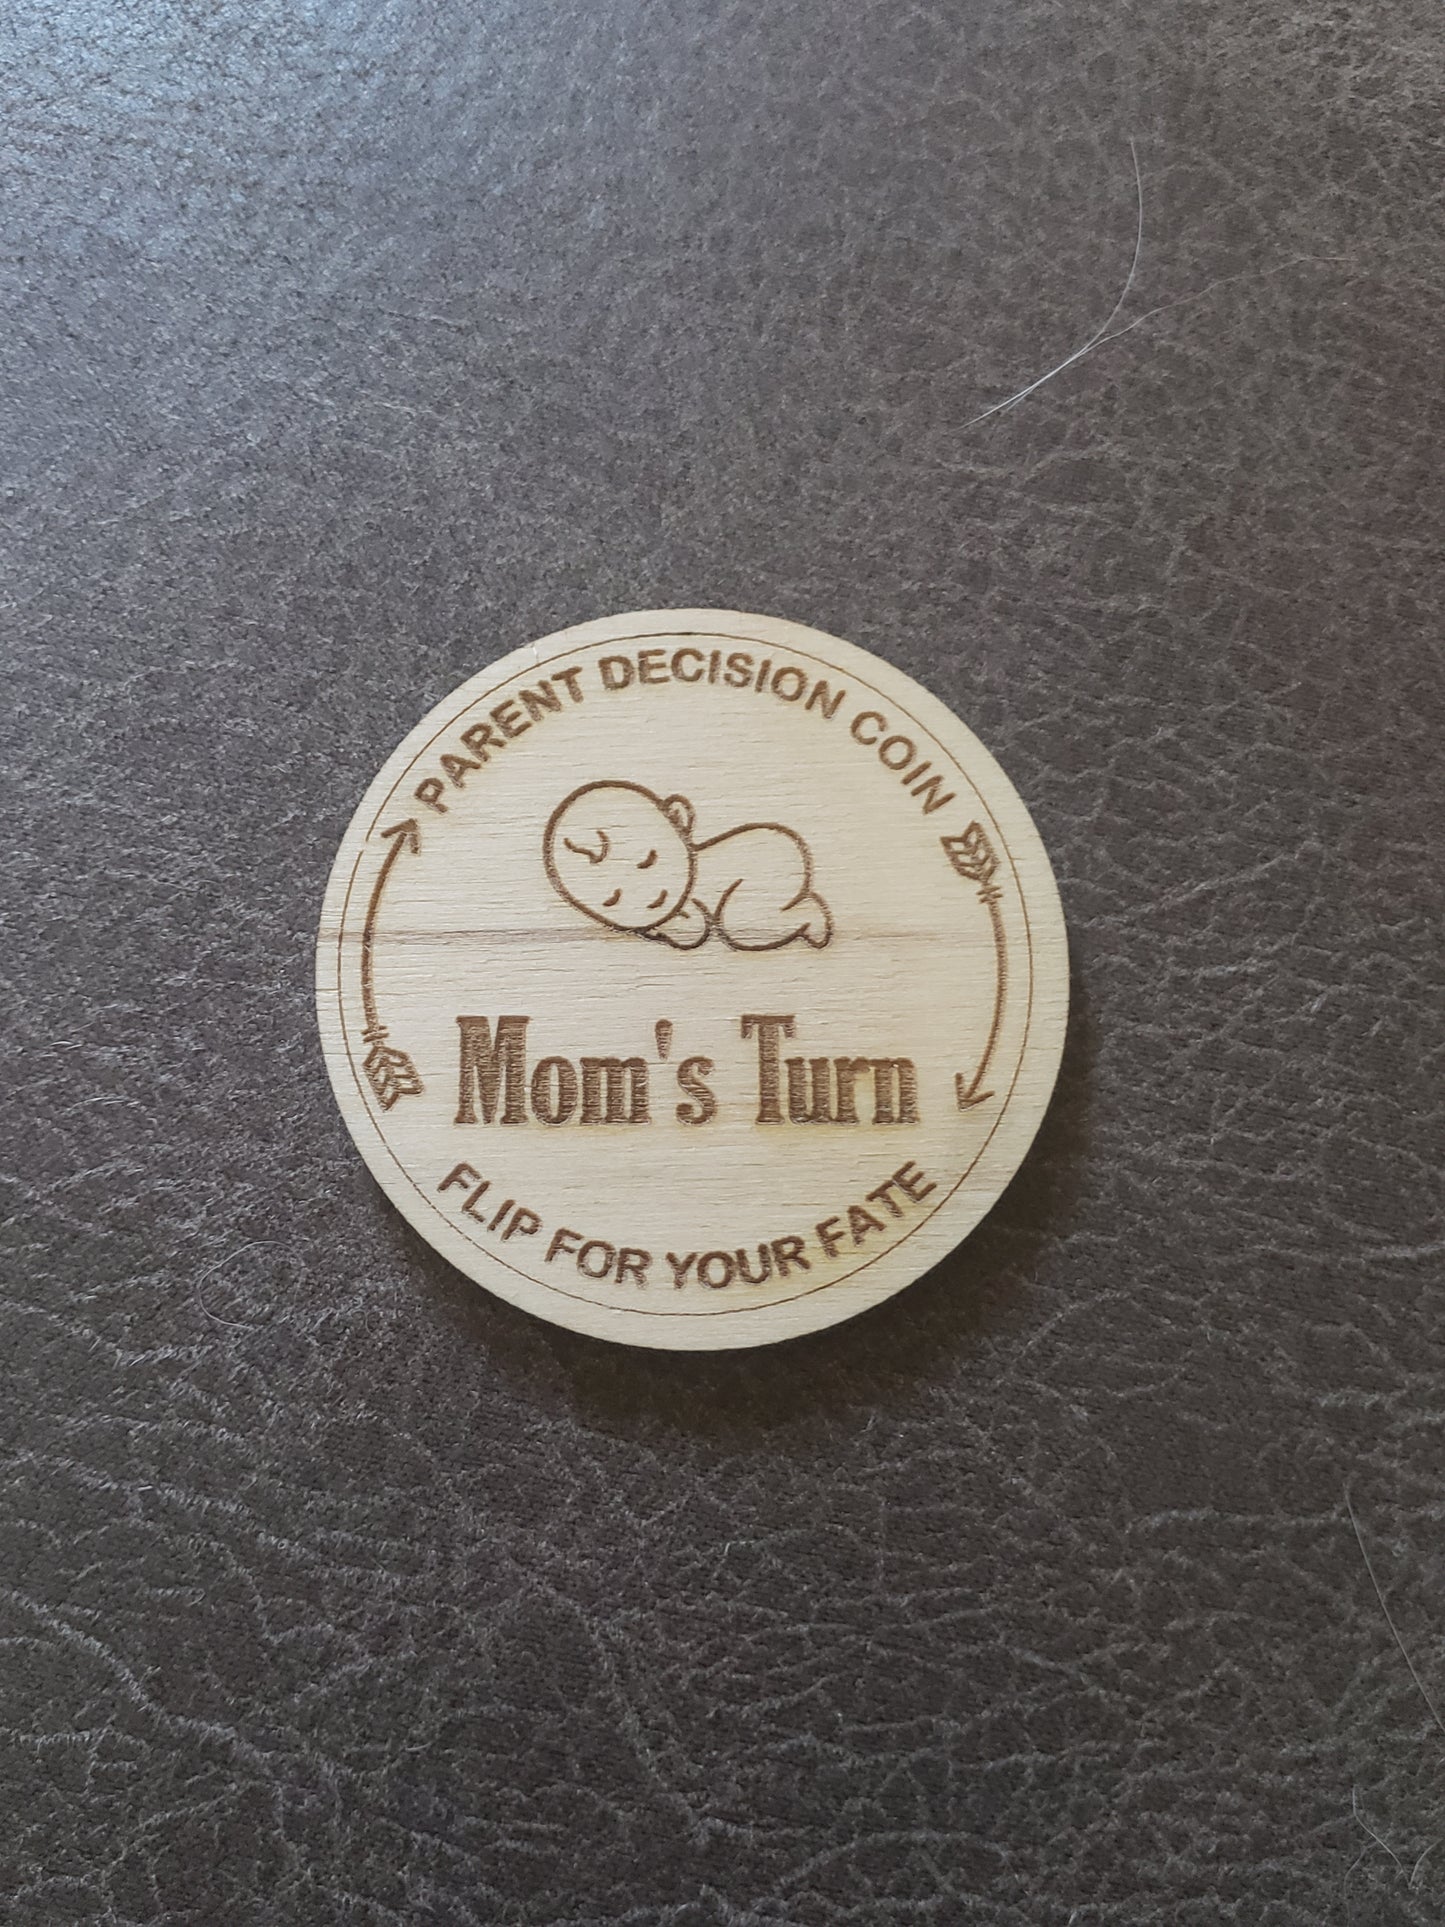 PARENT DECISION COIN
Mom's Turn
FLIP FOR YOUR FATE